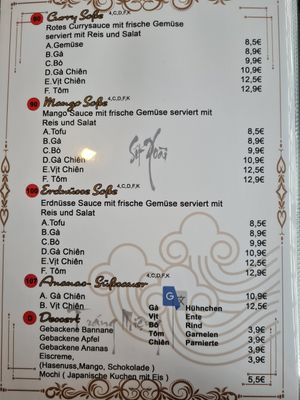 80 Curry Soße 4,C,D,F,K
Rotes Currysauce mit frische Gemüse
serviert mit Reis und Salat
A.Gemüse 8,5€
B.Gà 8,9€
C.Bò 9,9€
D.Gà Chiên 10,9€
E.Vịt Chiên 12,5€
F. Tôm 12,9€
90 Mango Soße 4,C,D,F,K
Mango Sauce mit frische Gemüse serviert mit
Reis und Salat
A.Tofu 8,5€
B.Gà 8,9€
C.Bò 9,9€
D.Gà Chiên 10,9€
E.Vịt Chiên 12,5€
F. Tôm 12,9€
100 Erdnüsse Soße 4,C,D,F,K
Erdnüsse Sauce mit frische Gemüse serviert mit
Reis und Salat
A.Tofu 8,5€
B.Gà 8,9€
C.Bò 9,9€
D.Gà Chiên 10,9€
E.Vịt Chiên 12,5€
F. Tôm 12,9€
107 Ananas-Süßsauer 4,C,D,F,K
A. Gà Chiên 10,9€
B. Vịt Chiên 12,5€
Gà Hühnchen
Vịt Ente
Bò Rind
Tôm Garnelen
Chiên Parnierte
D Dessert
Gebackene Bannane 3,9€
Gebackene Apfel 3,9€
Gebackene Ananas 3,9€
Eiscreme, 3,9€
(Hasenuss,Mango, Schokolade )
Mochi ( Japanische Kuchen mit Eis ) 5,5€